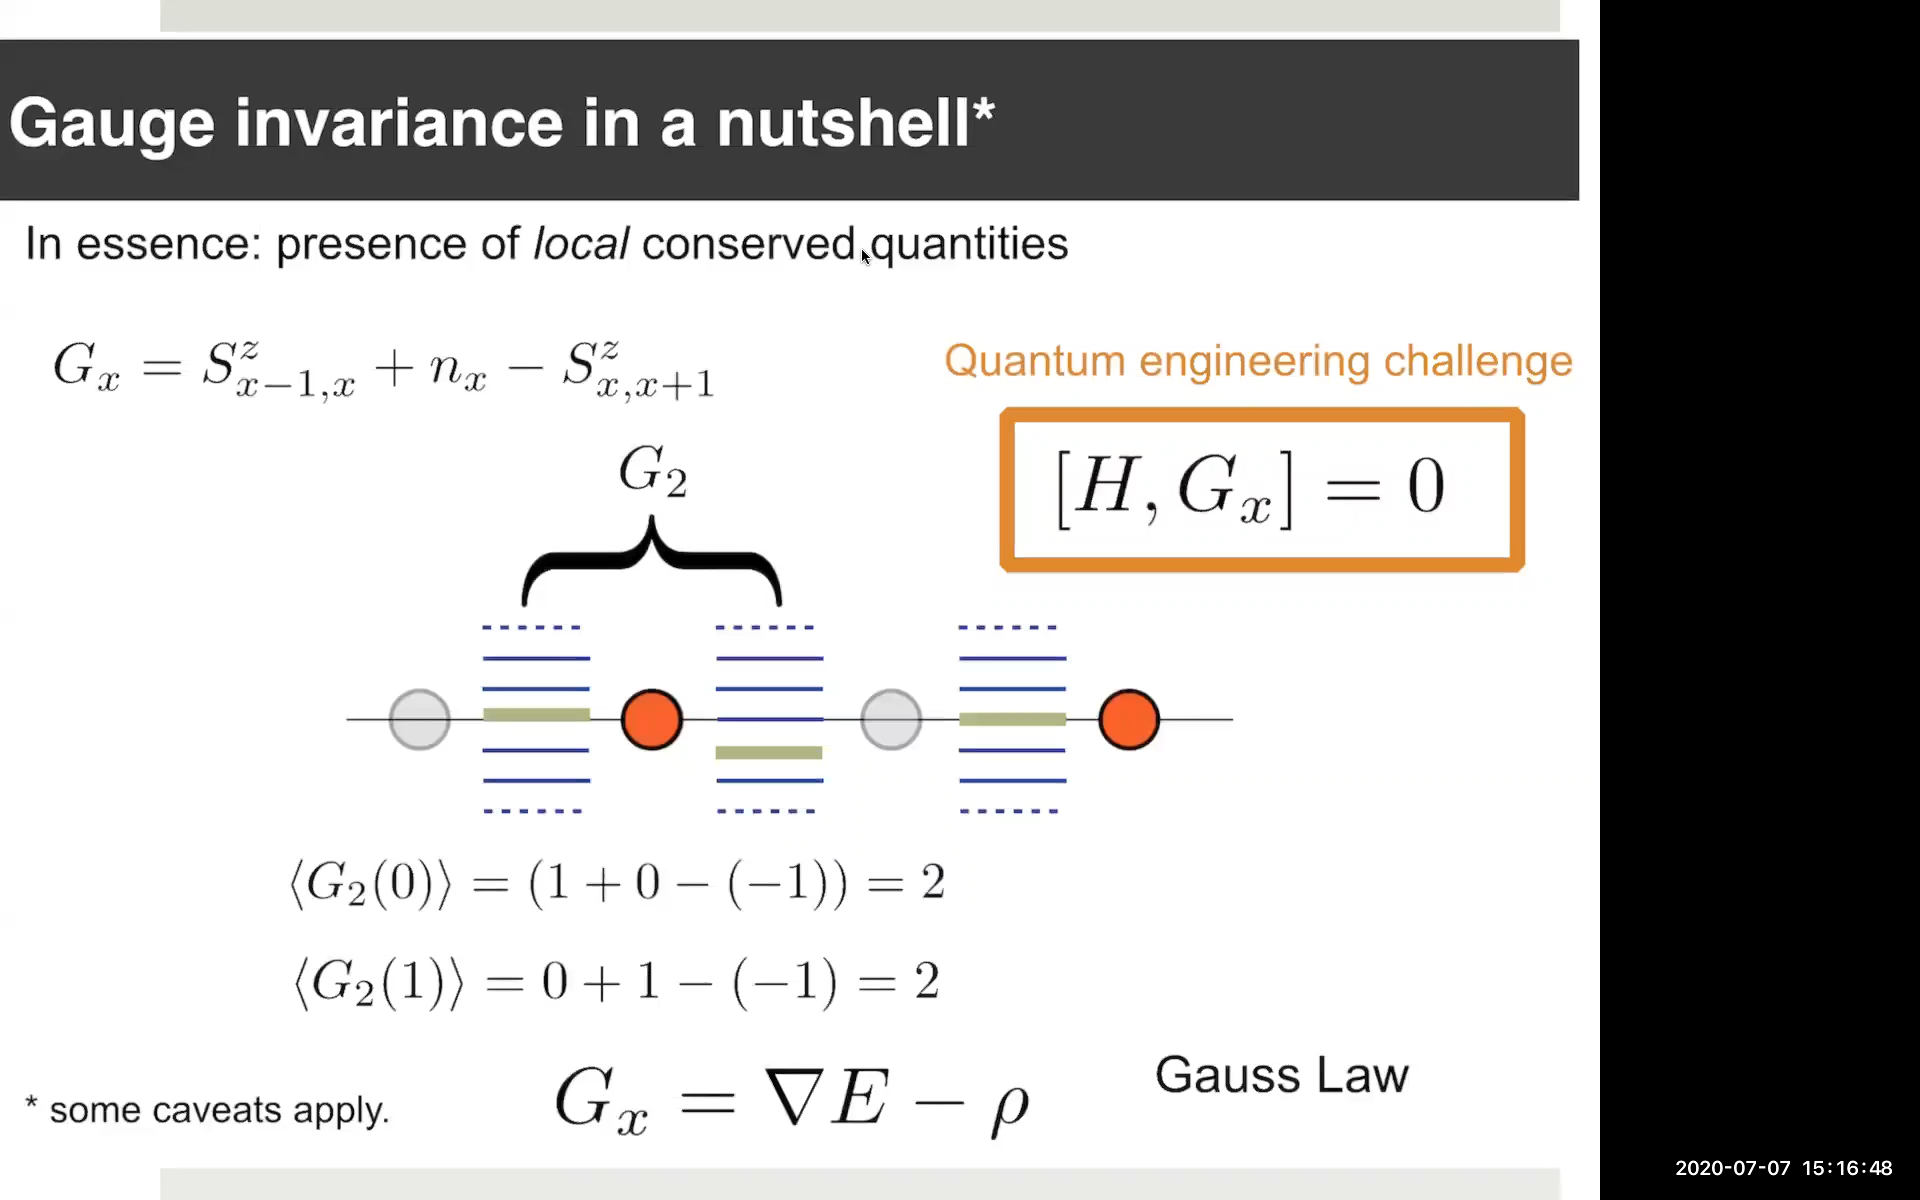 Gauge invariance in a nutshell*
In essence: presence of local conserved quantities
G_x = S^z_{x-1,x} + n_x − S^z_{x,x+1}
Quantum engineering challenge
[H, G_x] = 0
G_2
⟨G_2(0)⟩ = (1 + 0 − (−1)) = 2
⟨G_2(1)⟩ = 0 + 1 − (−1) = 2
G_x = ∇E − ρ
Gauss Law
* some caveats apply.
2020-07-07 15:16:48